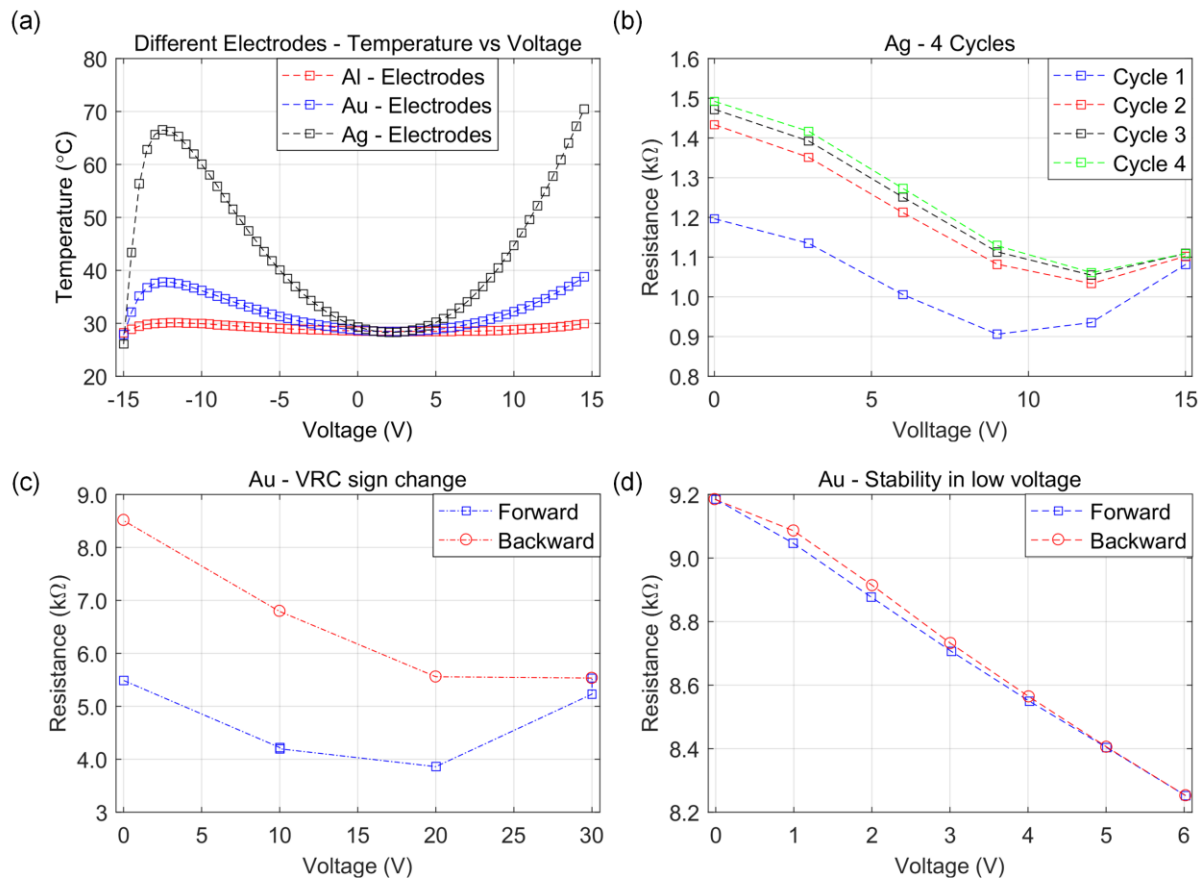 (a)
Different Electrodes - Temperature vs Voltage
Al - Electrodes
Au - Electrodes
Ag - Electrodes
Temperature (°C)
80
70
60
50
40
30
20
-15
-10
-5
0
5
10
15
Voltage (V)
(b)
Ag - 4 Cycles
Cycle 1
Cycle 2
Cycle 3
Cycle 4
Resistance (kΩ)
1.6
1.5
1.4
1.3
1.2
1.1
1.0
0.9
0.8
0
5
10
15
Volltage (V)
(c)
Au - VRC sign change
Forward
Backward
Resistance (kΩ)
9.0
8.0
7.0
6.0
5.0
4.0
3
0
5
10
15
20
25
30
Voltage (V)
(d)
Au - Stability in low voltage
Forward
Backward
Resistance (kΩ)
9.2
9.0
8.8
8.6
8.4
8.2
0
1
2
3
4
5
6
Voltage (V)